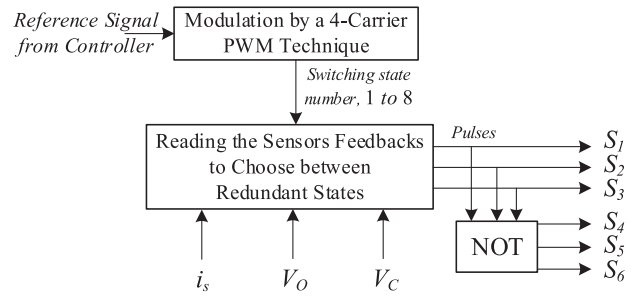 Reference Signal
from Controller
Modulation by a 4-Carrier
PWM Technique
Switching state
number, 1 to 8
Reading the Sensors Feedbacks
to Choose between
Redundant States
Pulses
S1
S2
S3
S4
S5
S6
NOT
is
VO
VC